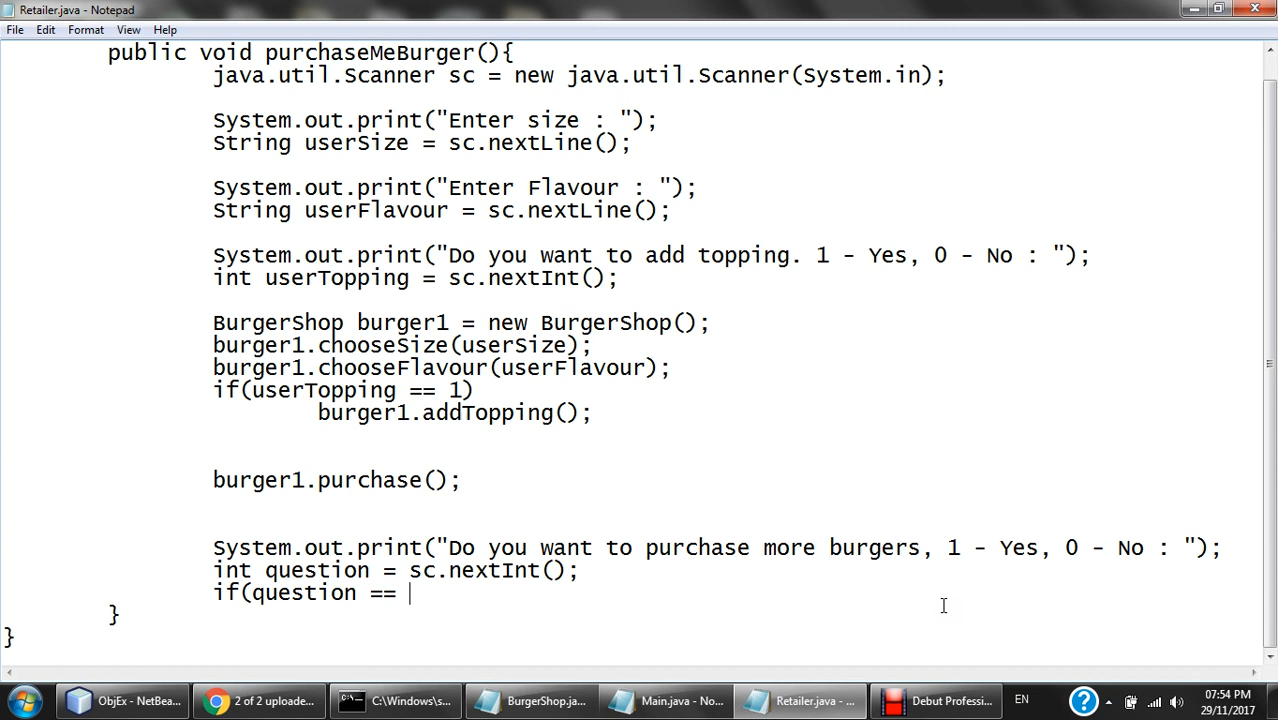 Retailer.java - Notepad
File Edit Format View Help
public void purchaseMeBurger(){
java.util.Scanner sc = new java.util.Scanner(System.in);
System.out.print("Enter size : ");
String userSize = sc.nextLine();
System.out.print("Enter Flavour : ");
String userFlavour = sc.nextLine();
System.out.print("Do you want to add topping. 1 - Yes, 0 - No : ");
int userTopping = sc.nextInt();
BurgerShop burger1 = new BurgerShop();
burger1.chooseSize(userSize);
burger1.chooseFlavour(userFlavour);
if(userTopping == 1)
burger1.addTopping();
burger1.purchase();
System.out.print("Do you want to purchase more burgers, 1 - Yes, 0 - No : ");
int question = sc.nextInt();
if(question ==
}
}
ObjEx - NetBea... 2 of 2 uploade... C:\Windows\s... BurgerShop.ja... Main.java - No... Retailer.java - ... Debut Professi... EN 07:54 PM
29/11/2017